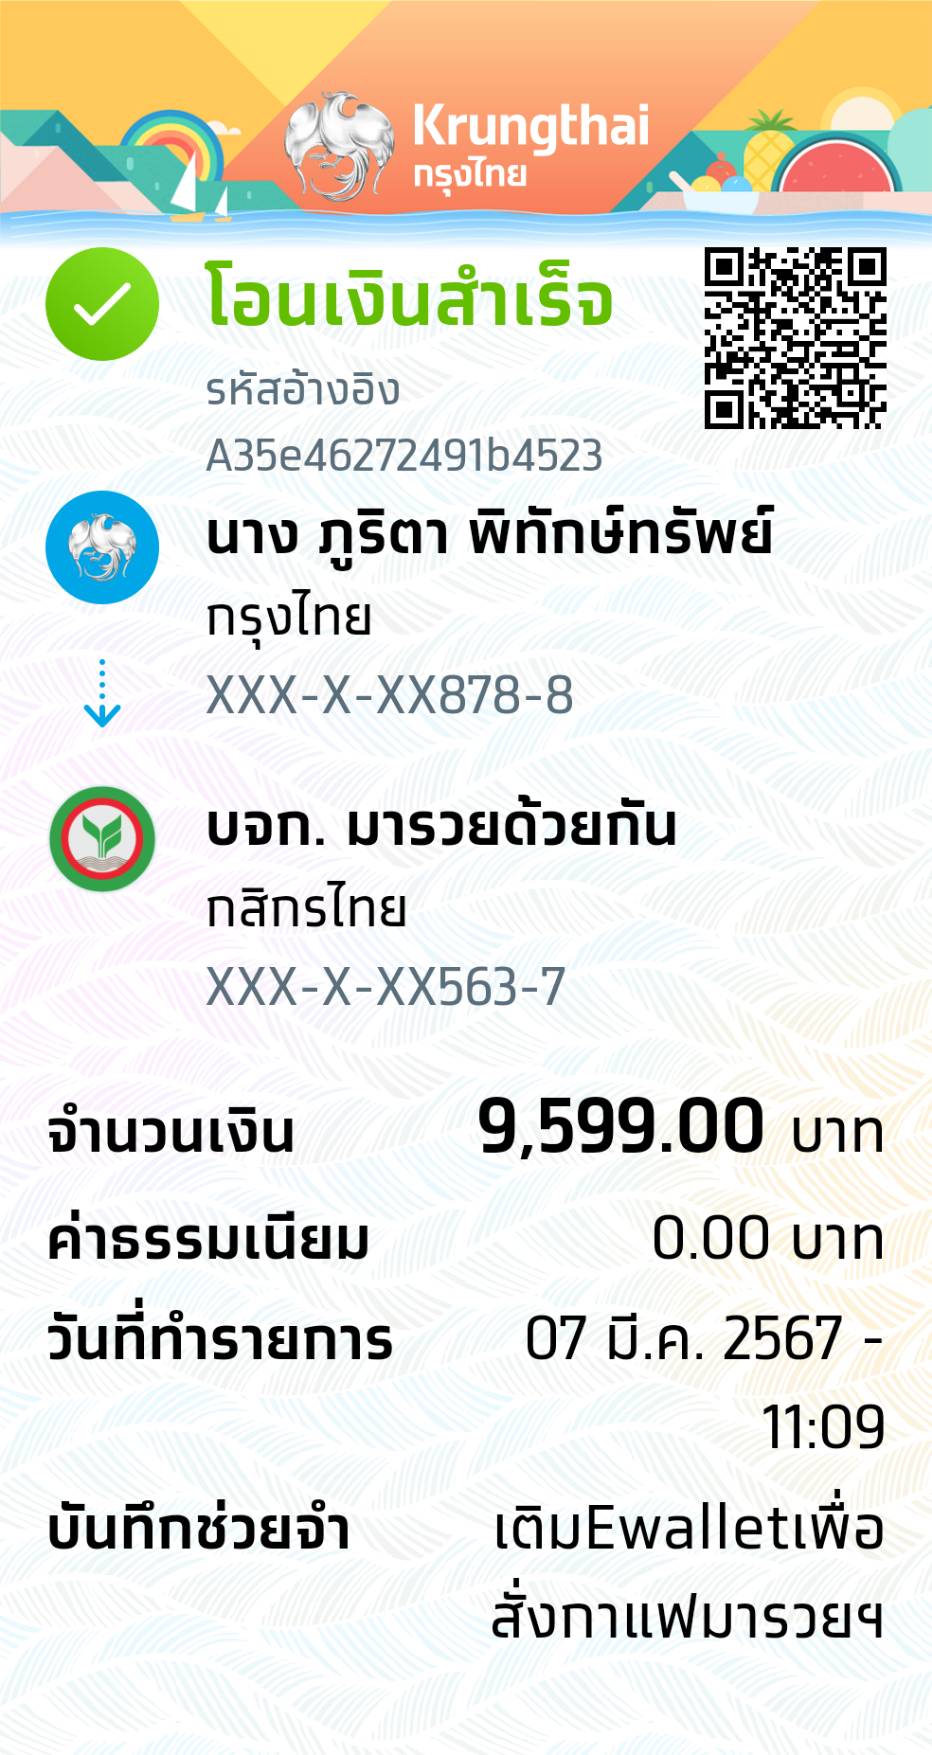 Krungthai
กรุงไทย
โอนเงินสำเร็จ
รหัสอ้างอิง
A35e46272491b4523
นาง ภูริตา พิทักษ์ทรัพย์
กรุงไทย
XXX-X-XX878-8
บจก. มารวยด้วยกัน
กสิกรไทย
XXX-X-XX563-7
จำนวนเงิน 9,599.00 บาท
ค่าธรรมเนียม 0.00 บาท
วันที่ทำรายการ 07 มี.ค. 2567 -
11:09
บันทึกช่วยจำ เติมEwalletเพื่อ
สั่งกาแฟมารวยฯ